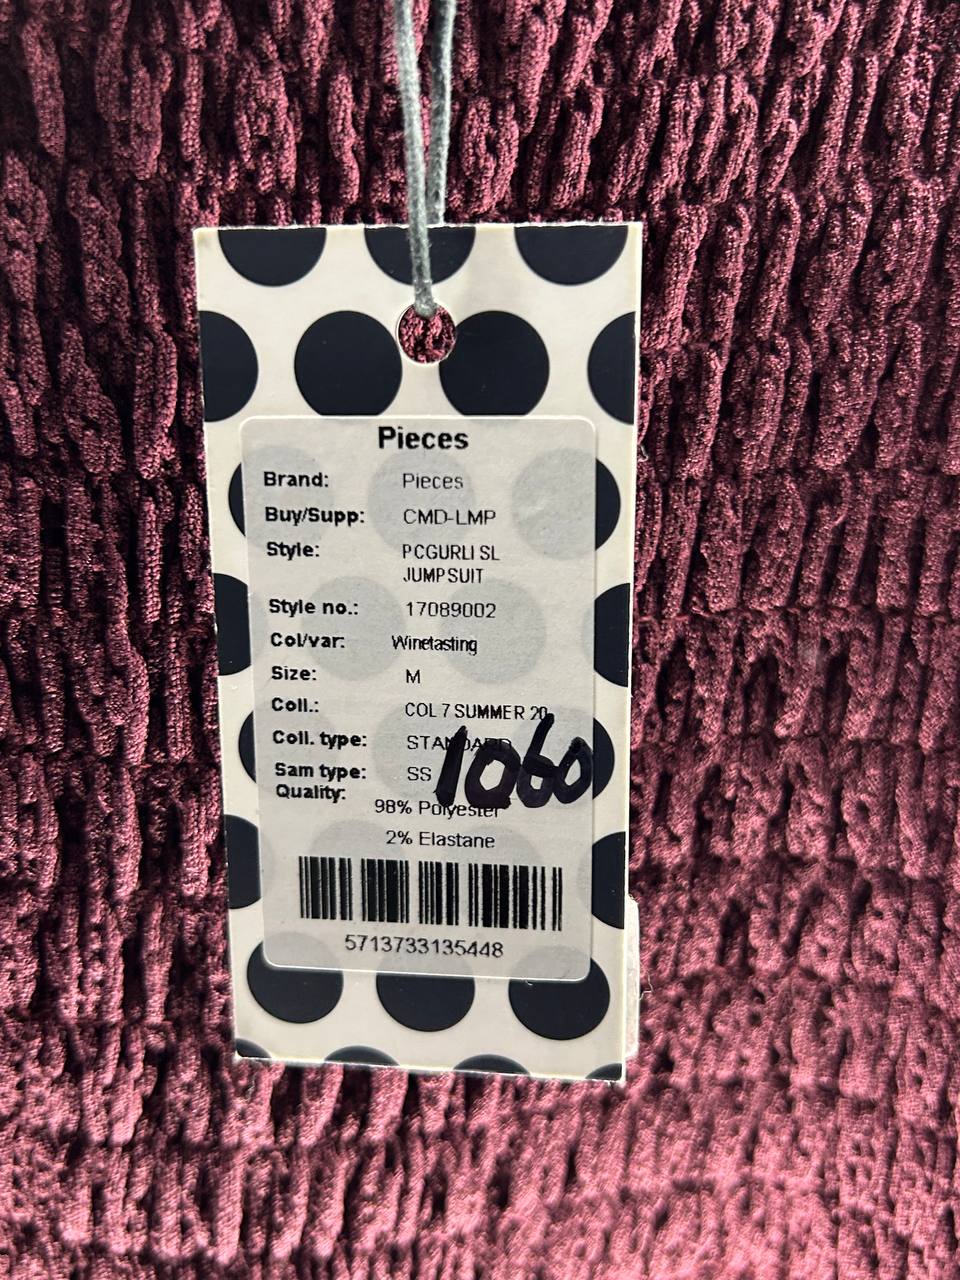 Pieces
Brand: Pieces
Buy/Supp: CMD-LMP
Style: PCGURLI SL
JUMPSUIT
Style no.: 17089002
Col/var: Winetasting
Size: M
Coll.: COL 7 SUMMER 20
Coll. type: STANDARD
Sam type: SS
1060
Quality:
98% Polyester
2% Elastane
5713733135448